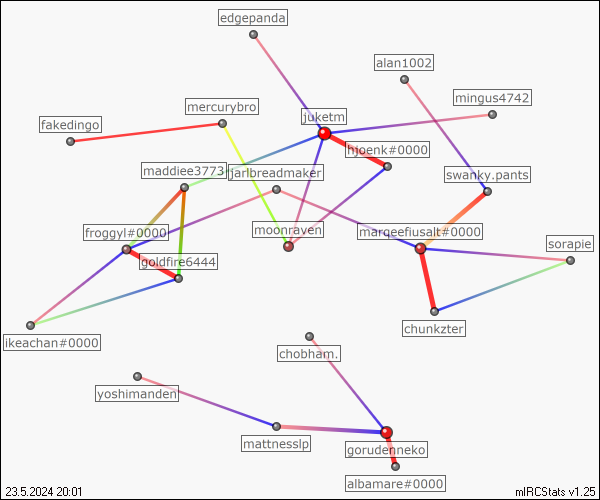 edgepanda
alan1002
mingus4742
mercurybro
juketm
fakedingo
hjoenk#0000
maddiee3773
jarlbreadmaker
swanky.pants
froggyl#0000
moonraven
marqeefiusalt#0000
sorapie
goldfire6444
chunkzter
ikeachan#0000
chobham.
yoshimanden
mattnesslp
gorudenneko
albamare#0000
23.5.2024 20:01
mIRCStats v1.25